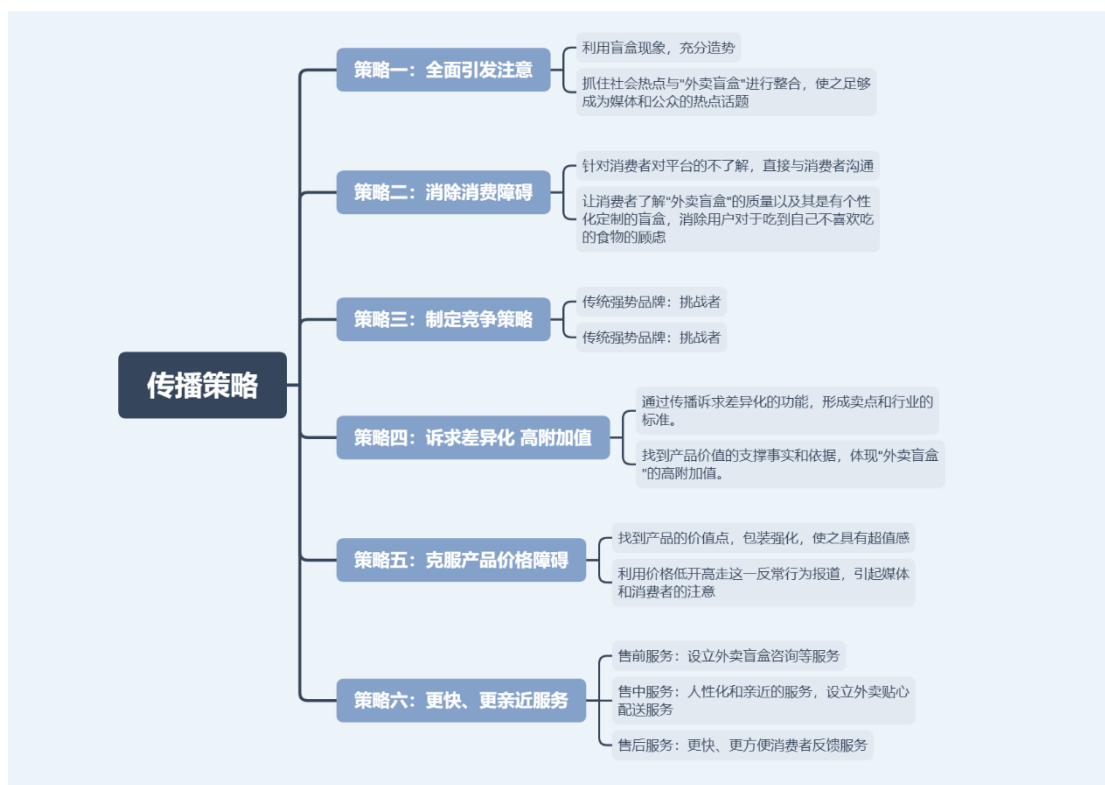 传播策略
策略一：全面引发注意
利用盲盒现象，充分造势
抓住社会热点与"外卖盲盒"进行整合，使之足够
成为媒体和公众的热点话题
策略二：消除消费障碍
针对消费者对平台的不了解，直接与消费者沟通
让消费者了解"外卖盲盒"的质量以及其是有个性
化定制的盲盒，消除用户对于吃到自己不喜欢吃
的食物的顾虑
策略三：制定竞争策略
传统强势品牌：挑战者
传统强势品牌：挑战者
策略四：诉求差异化 高附加值
通过传播诉求差异化的功能，形成卖点和行业的
标准。
找到产品价值的支撑事实和依据，体现"外卖盲盒
"的高附加值。
策略五：克服产品价格障碍
找到产品的价值点，包装强化，使之具有超值感
利用价格低开高走这一反常行为报道，引起媒体
和消费者的注意
策略六：更快、更亲近服务
售前服务：设立外卖盲盒咨询等服务
售中服务：人性化和亲近的服务，设立外卖贴心
配送服务
售后服务：更快、更方便消费者反馈服务